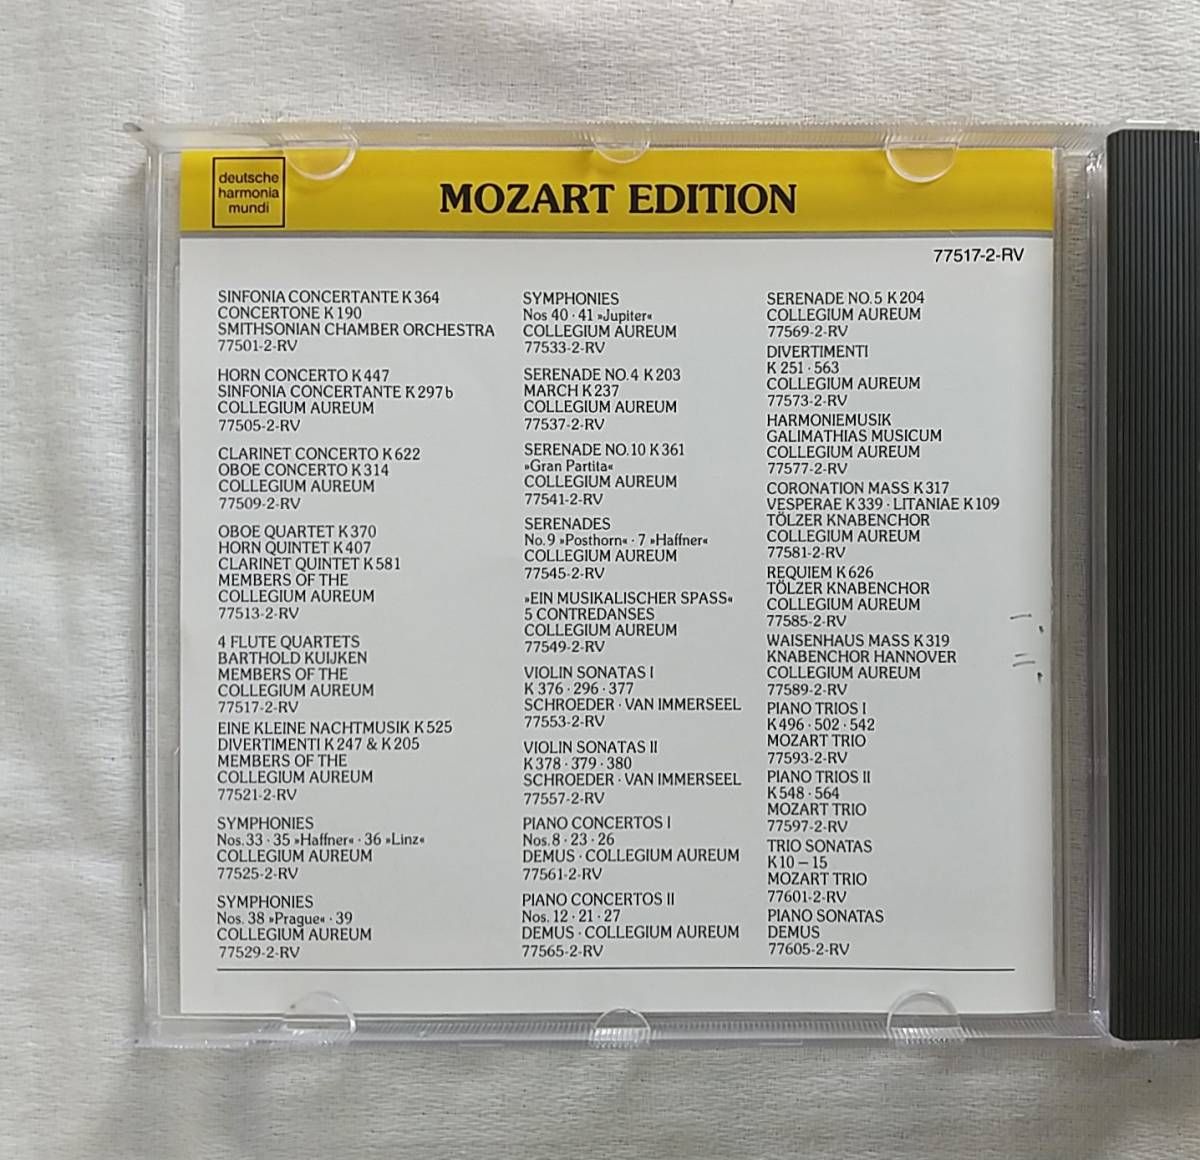 deutsche
harmonia
mundi
MOZART EDITION
77517-2-RV
SINFONIA CONCERTANTE K 364
CONCERTONE K 190
SMITHSONIAN CHAMBER ORCHESTRA
77501-2-RV
HORN CONCERTO K 447
SINFONIA CONCERTANTE K 297b
COLLEGIUM AUREUM
77505-2-RV
CLARINET CONCERTO K 622
OBOE CONCERTO K 314
COLLEGIUM AUREUM
77509-2-RV
OBOE QUARTET K 370
HORN QUINTET K 407
CLARINET QUINTET K 581
MEMBERS OF THE
COLLEGIUM AUREUM
77513-2-RV
4 FLUTE QUARTETS
BARTHOLD KUIJKEN
MEMBERS OF THE
COLLEGIUM AUREUM
77517-2-RV
EINE KLEINE NACHTMUSIK K 525
DIVERTIMENTI K 247 & K 205
MEMBERS OF THE
COLLEGIUM AUREUM
77521-2-RV
SYMPHONIES
Nos. 33 · 35 »Haffner« · 36 »Linz«
COLLEGIUM AUREUM
77525-2-RV
SYMPHONIES
Nos. 38 »Prague« · 39
COLLEGIUM AUREUM
77529-2-RV
SYMPHONIES
Nos 40 · 41 »Jupiter«
COLLEGIUM AUREUM
77533-2-RV
SERENADE NO. 4 K 203
MARCH K 237
COLLEGIUM AUREUM
77537-2-RV
SERENADE NO. 10 K 361
»Gran Partita«
COLLEGIUM AUREUM
77541-2-RV
SERENADES
No. 9 »Posthorn« · 7 »Haffner«
COLLEGIUM AUREUM
77545-2-RV
»EIN MUSIKALISCHER SPASS«
5 CONTREDANSES
COLLEGIUM AUREUM
77549-2-RV
VIOLIN SONATAS I
K 376 · 296 · 377
SCHROEDER · VAN IMMERSEEL
77553-2-RV
VIOLIN SONATAS II
K 378 · 379 · 380
SCHROEDER · VAN IMMERSEEL
77557-2-RV
PIANO CONCERTOS I
Nos. 8 · 23 · 26
DEMUS · COLLEGIUM AUREUM
77561-2-RV
PIANO CONCERTOS II
Nos. 12 · 21 · 27
DEMUS · COLLEGIUM AUREUM
77565-2-RV
SERENADE NO. 5 K 204
COLLEGIUM AUREUM
77569-2-RV
DIVERTIMENTI
K 251 · 563
COLLEGIUM AUREUM
77573-2-RV
HARMONIEMUSIK
GALIMATHIAS MUSICUM
COLLEGIUM AUREUM
77577-2-RV
CORONATION MASS K 317
VESPERAE K 339 · LITANIAE K 109
TÖLZER KNABENCHOR
COLLEGIUM AUREUM
77581-2-RV
REQUIEM K 626
TÖLZER KNABENCHOR
COLLEGIUM AUREUM
77585-2-RV
WAISENHAUS MASS K 319
KNABENCHOR HANNOVER
COLLEGIUM AUREUM
77589-2-RV
PIANO TRIOS I
K 496 · 502 · 542
MOZART TRIO
77593-2-RV
PIANO TRIOS II
K 548 · 564
MOZART TRIO
77597-2-RV
TRIO SONATAS
K 10 – 15
MOZART TRIO
77601-2-RV
PIANO SONATAS
DEMUS
77605-2-RV